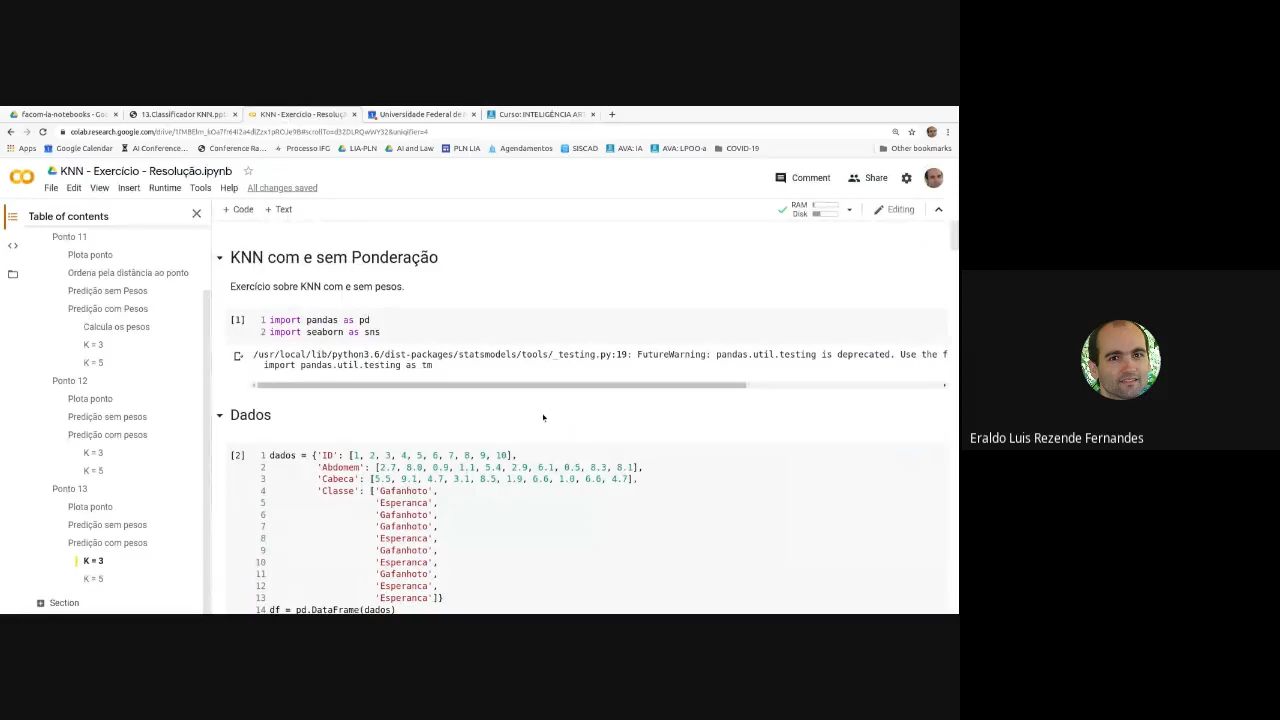 facom-ia-notebooks - Goo
13.Classificador KNN.ppt
KNN - Exercício - Resoluçã
Universidade Federal de
Curso: INTELIGÊNCIA AR
colab.research.google.com
Apps
Google Calendar
AI Conference...
Conference Ra...
Processo IFG
LIA-PLN
AI and Law
PLN LIA
Agendamentos
SISCAD
AVA: IA
AVA: LPOO-a
COVID-19
Other bookmarks
KNN - Exercício - Resolução.ipynb
Comment
Share
File Edit View Insert Runtime Tools Help All changes saved
+ Code + Text
RAM
Disk
Editing
Table of contents
Ponto 11
Plota ponto
Ordena pela distância ao ponto
Predição sem Pesos
Predição com Pesos
Calcula os pesos
K = 3
K = 5
Ponto 12
Plota ponto
Predição sem pesos
Predição com pesos
K = 3
K = 5
Ponto 13
Plota ponto
Predição sem pesos
Predição com pesos
K = 3
K = 5
Section
KNN com e sem Ponderação
Exercício sobre KNN com e sem pesos.
[1] 1 import pandas as pd
2 import seaborn as sns
/usr/local/lib/python3.6/dist-packages/statsmodels/tools/_testing.py:19: FutureWarning: pandas.util.testing is deprecated. Use the f
import pandas.util.testing as tm
Dados
[2] 1 dados = {'ID': [1, 2, 3, 4, 5, 6, 7, 8, 9, 10],
2 'Abdomem': [2.7, 8.0, 0.9, 1.1, 5.4, 2.9, 6.1, 0.5, 8.3, 8.1],
3 'Cabeca': [5.5, 9.1, 4.7, 3.1, 8.5, 1.9, 6.6, 1.0, 6.6, 4.7],
4 'Classe': ['Gafanhoto',
5 'Esperanca',
6 'Gafanhoto',
7 'Gafanhoto',
8 'Esperanca',
9 'Gafanhoto',
10 'Esperanca',
11 'Gafanhoto',
12 'Esperanca',
13 'Esperanca']}
14 df = pd.DataFrame(dados)
Eraldo Luis Rezende Fernandes